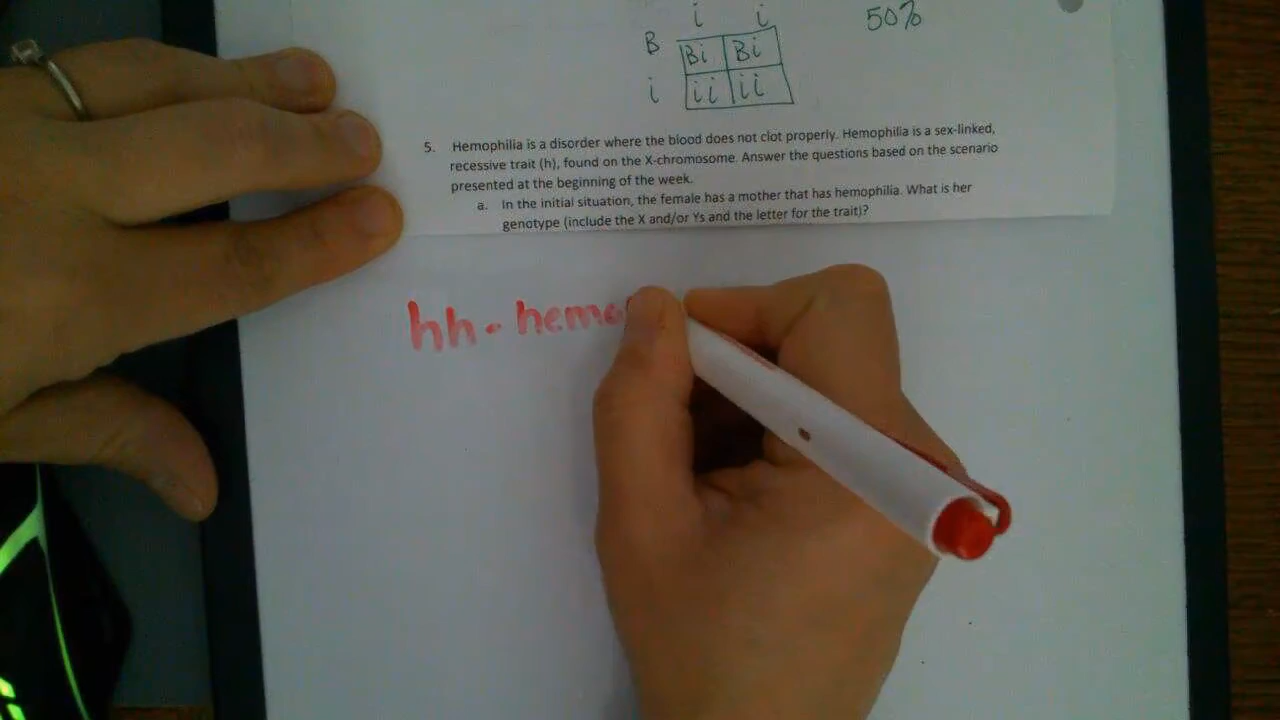 i i
50%
B Bi Bi
i ii ii
5. Hemophilia is a disorder where the blood does not clot properly. Hemophilia is a sex-linked,
recessive trait (h), found on the X-chromosome. Answer the questions based on the scenario
presented at the beginning of the week.
a. In the initial situation, the female has a mother that has hemophilia. What is her
genotype (include the X and/or Ys and the letter for the trait)?
hh - hemo